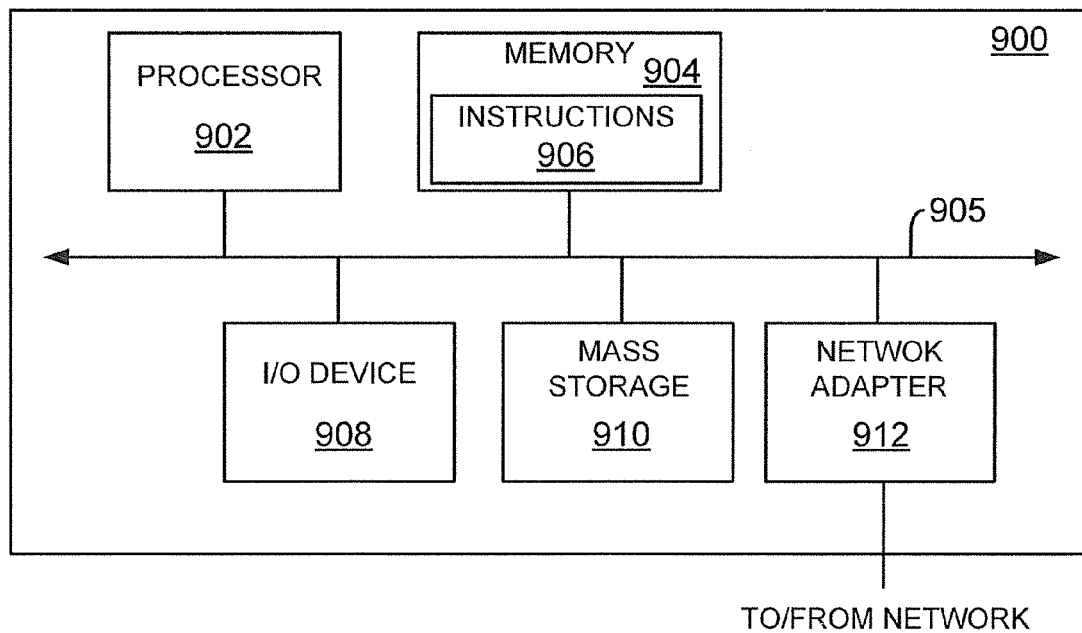 900
PROCESSOR
902
MEMORY
904
INSTRUCTIONS
906
905
I/O DEVICE
908
MASS
STORAGE
910
NETWOK
ADAPTER
912
TO/FROM NETWORK